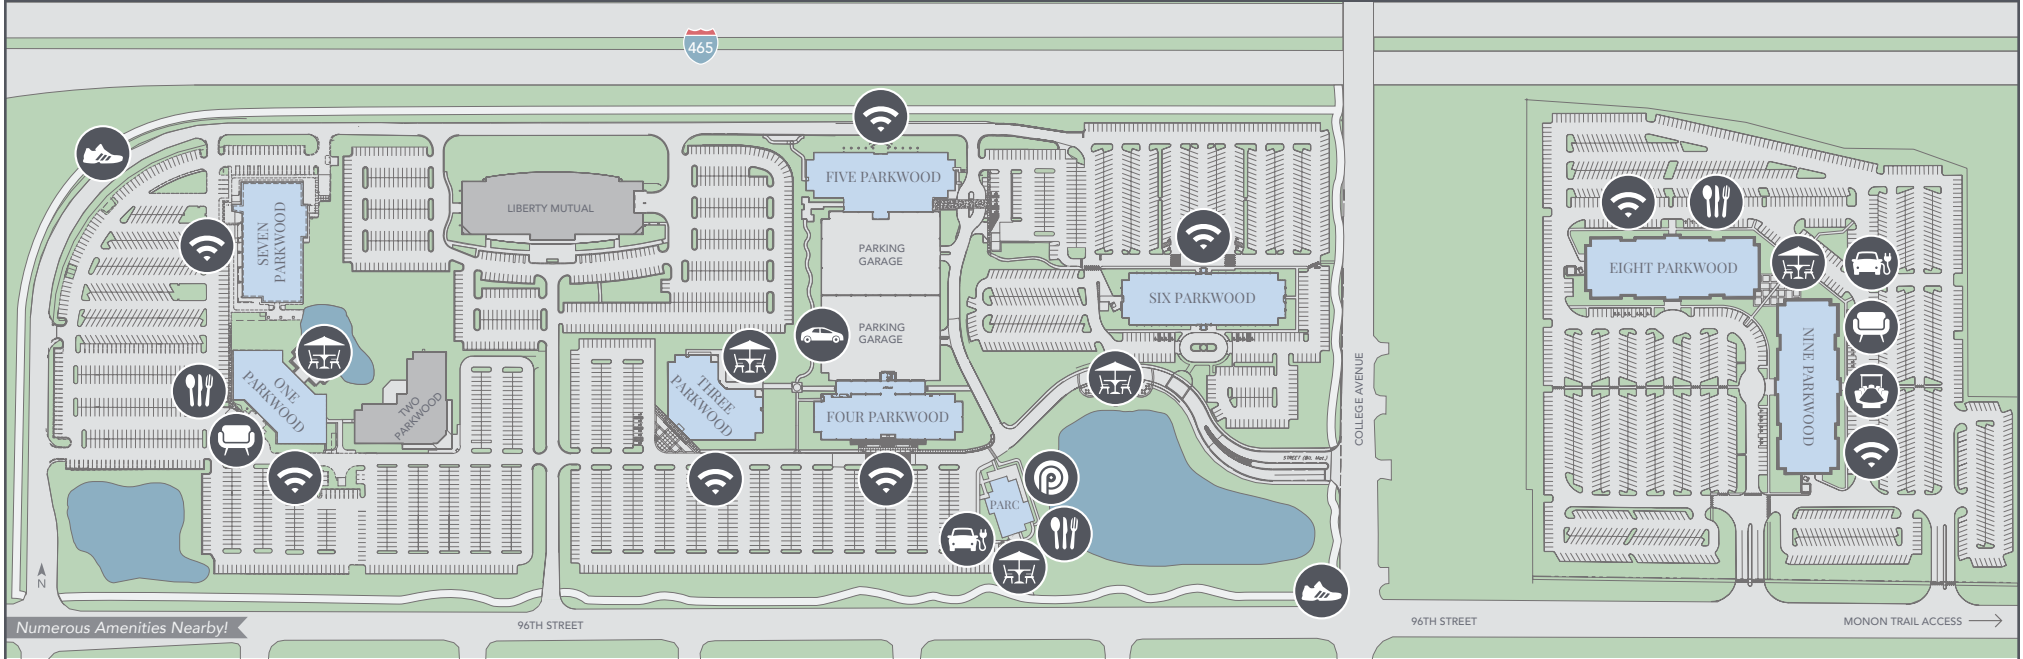 465
FIVE PARKWOOD
LIBERTY MUTUAL
SEVEN
PARKWOOD
PARKING
GARAGE
EIGHT PARKWOOD
SIX PARKWOOD
PARKING
GARAGE
NINE PARKWOOD
ONE
PARKWOOD
TWO
PARKWOOD
THREE
PARKWOOD
FOUR PARKWOOD
COLLEGE AVENUE
PARC
N
Numerous Amenities Nearby!
96TH STREET
96TH STREET
MONON TRAIL ACCESS